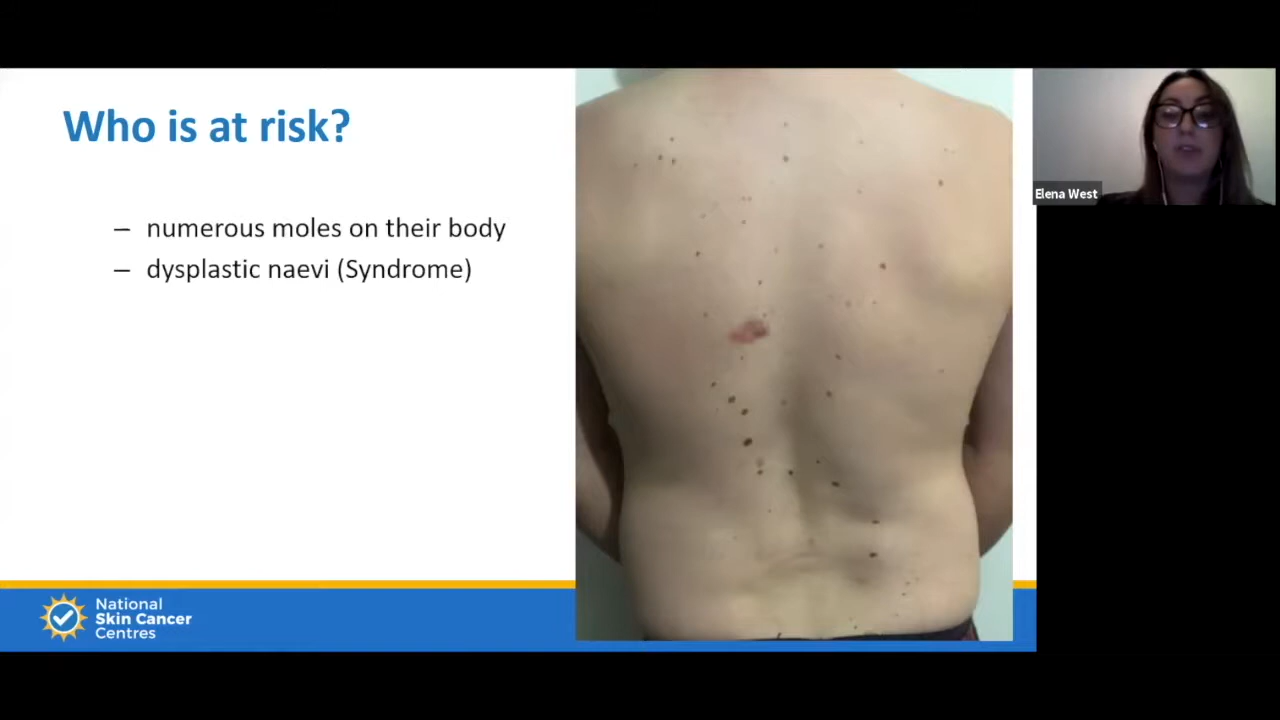 Who is at risk?
– numerous moles on their body
– dysplastic naevi (Syndrome)
National
Skin Cancer
Centres
Elena West